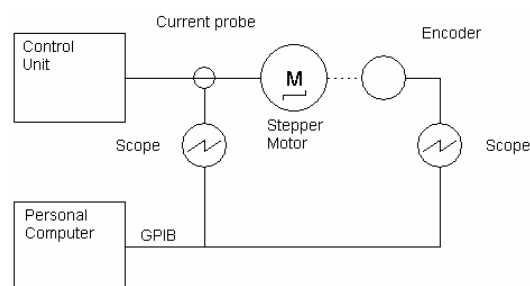 Current probe
Control
Unit
Encoder
M
Stepper
Motor
Scope
Scope
Personal
Computer
GPIB